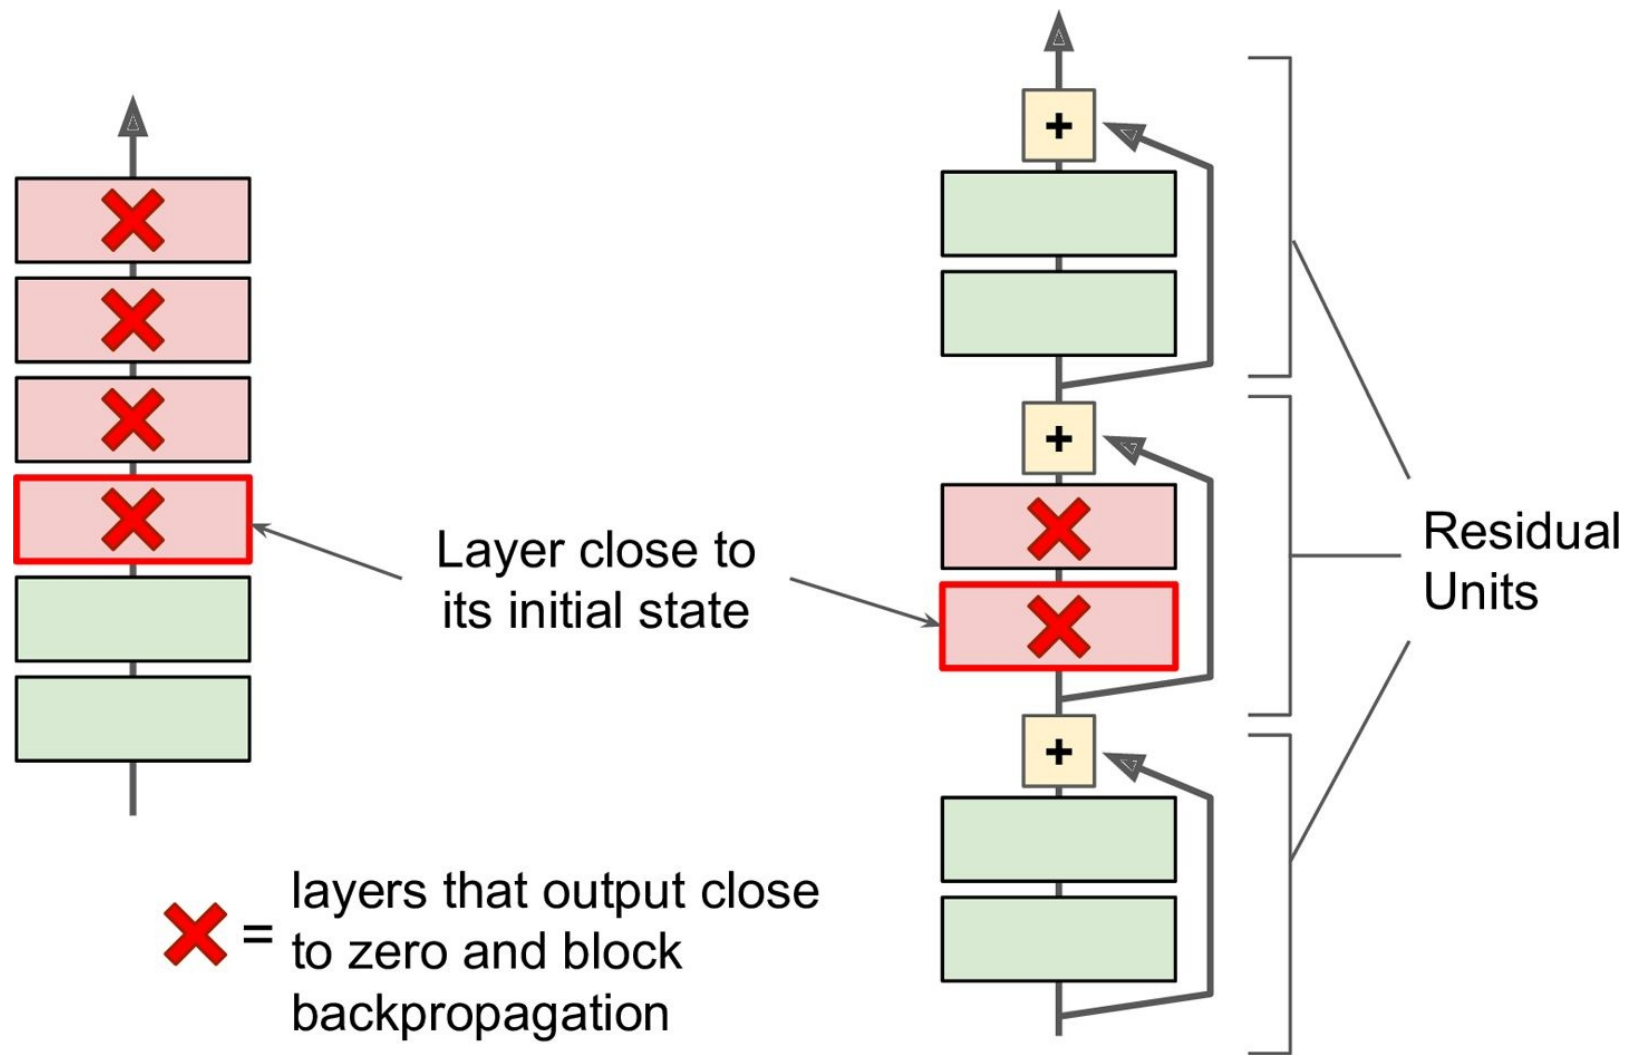 +
+
Layer close to
its initial state
Residual
Units
+
= layers that output close
to zero and block
backpropagation